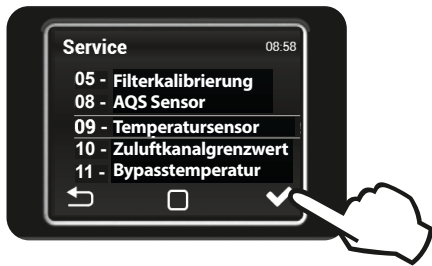 Service 08:58
05 - Filterkalibrierung
08 - AQS Sensor
09 - Temperatursensor
10 - Zuluftkanalgrenzwert
11 - Bypasstemperatur